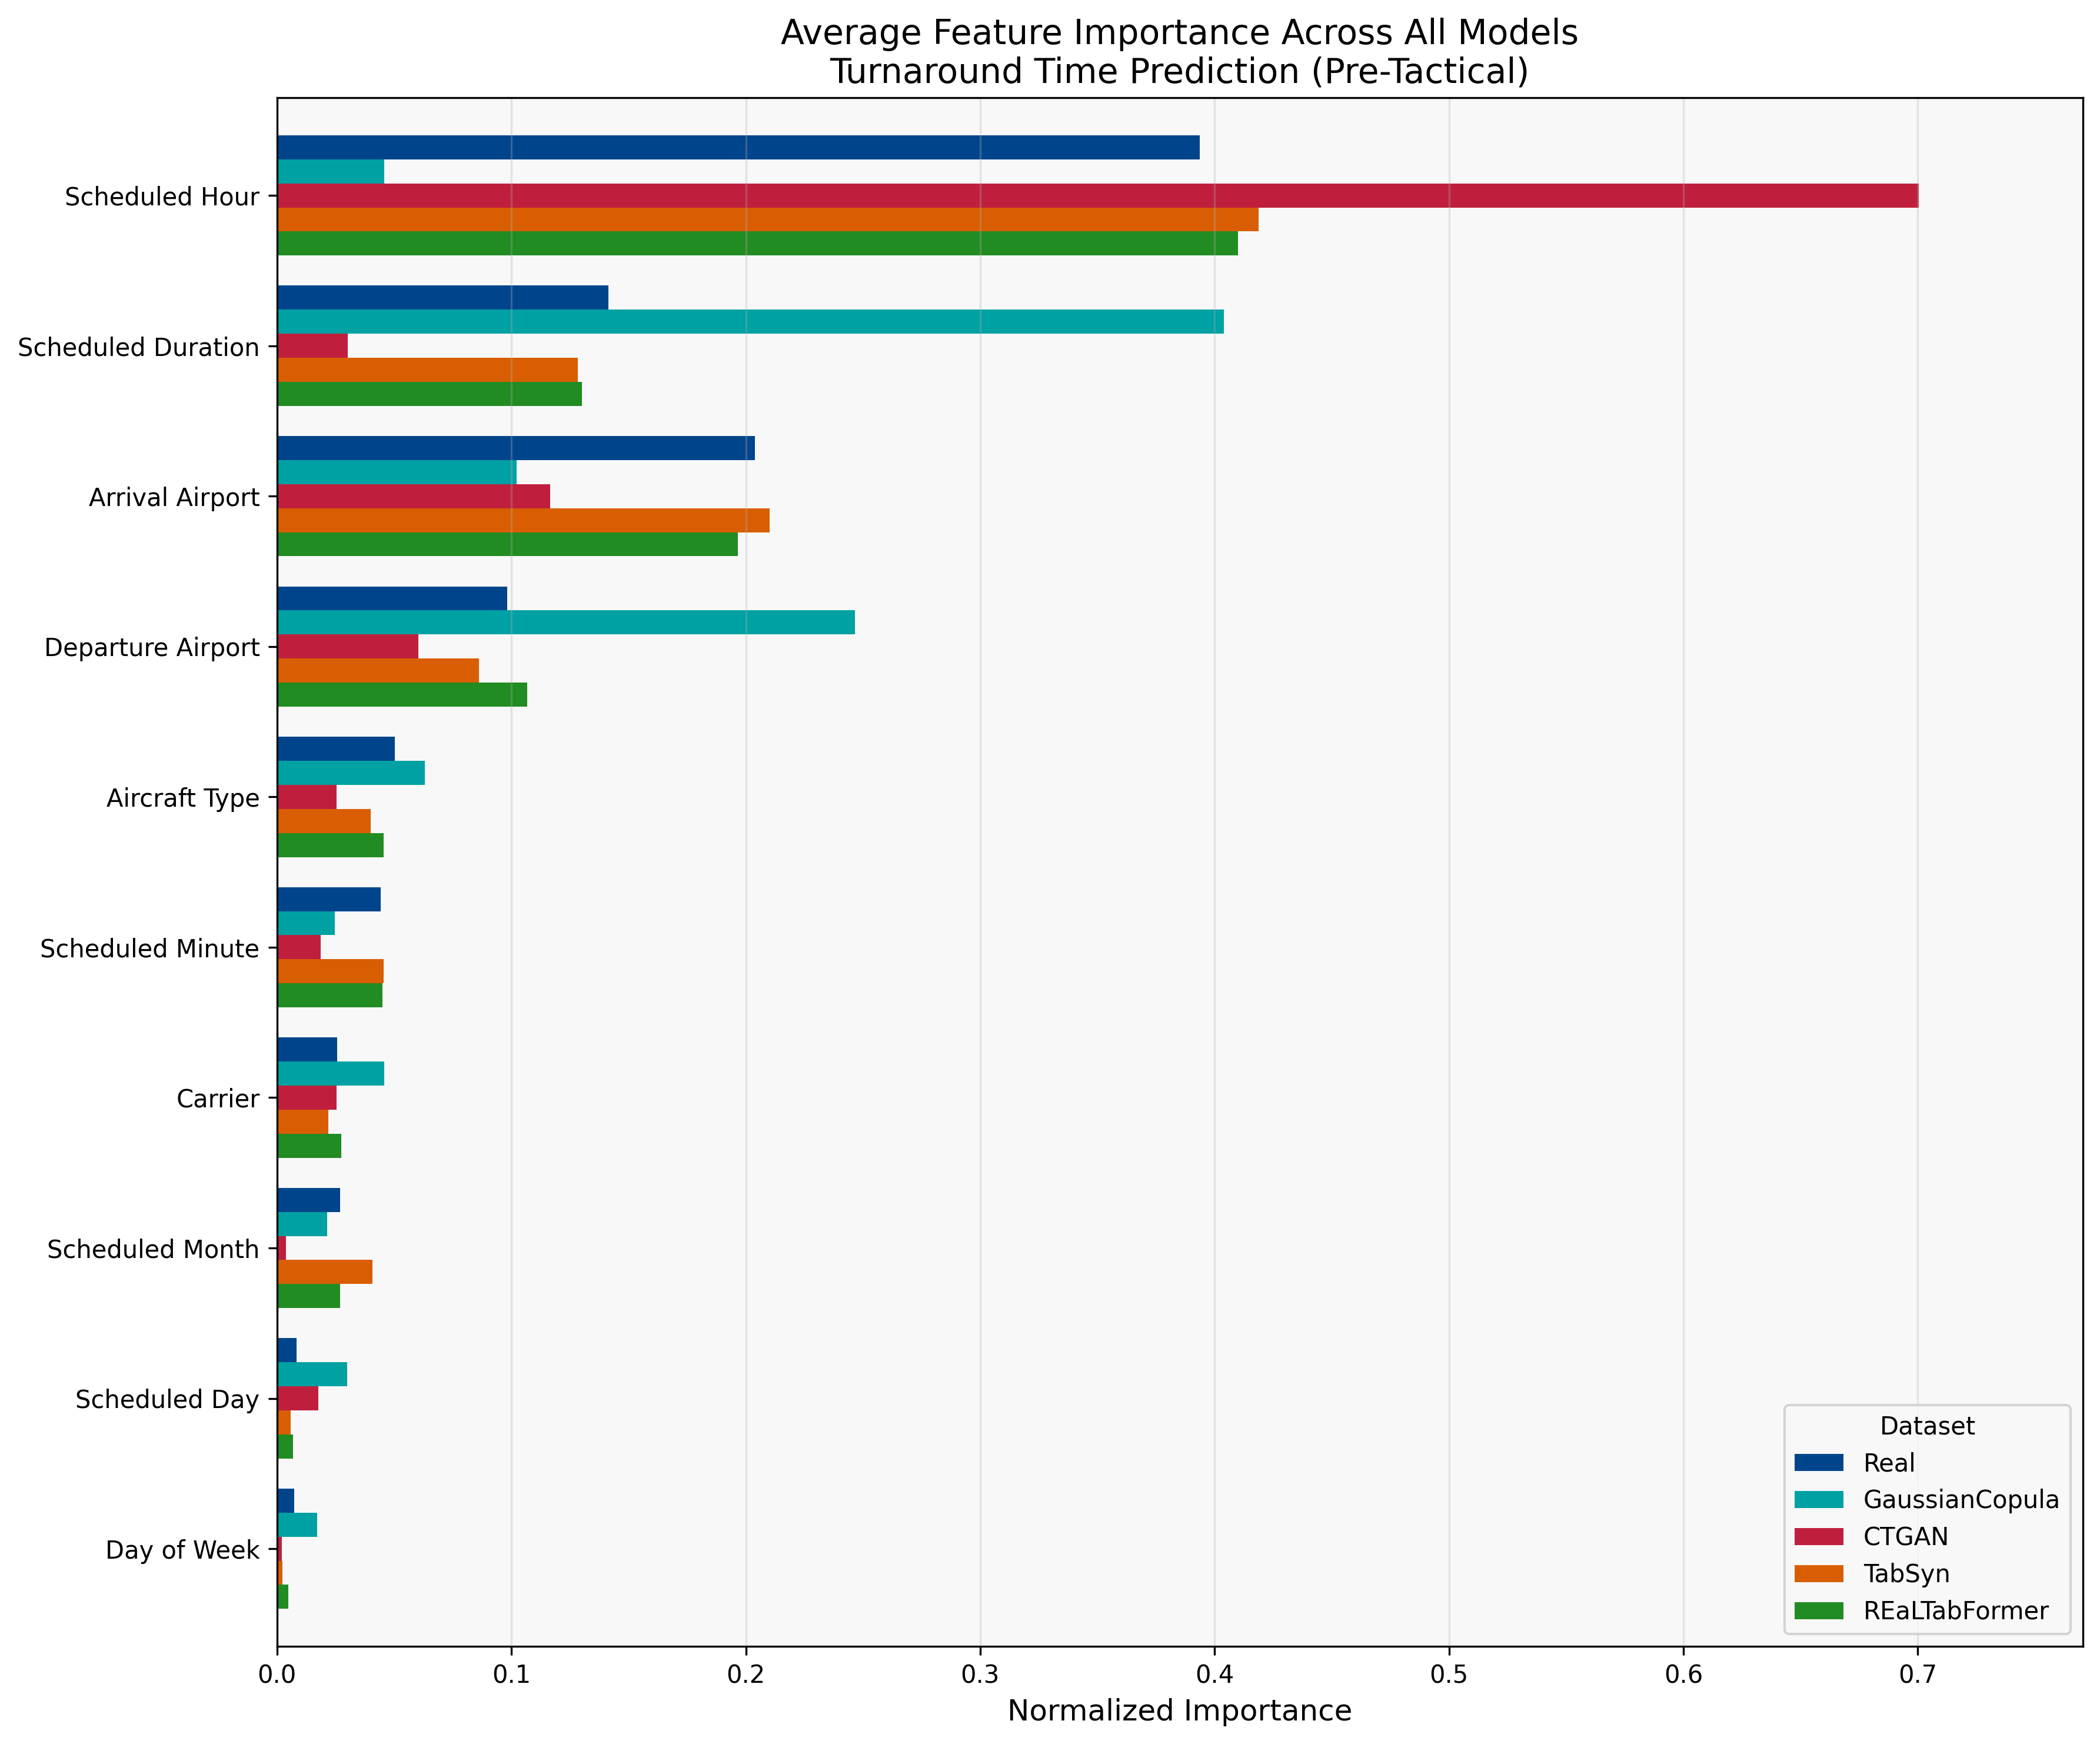 Average Feature Importance Across All Models
Turnaround Time Prediction (Pre-Tactical)
Scheduled Hour
Scheduled Duration
Arrival Airport
Departure Airport
Aircraft Type
Scheduled Minute
Carrier
Scheduled Month
Scheduled Day
Day of Week
Dataset
Real
GaussianCopula
CTGAN
TabSyn
REaLTabFormer
0.0 0.1 0.2 0.3 0.4 0.5 0.6 0.7
Normalized Importance